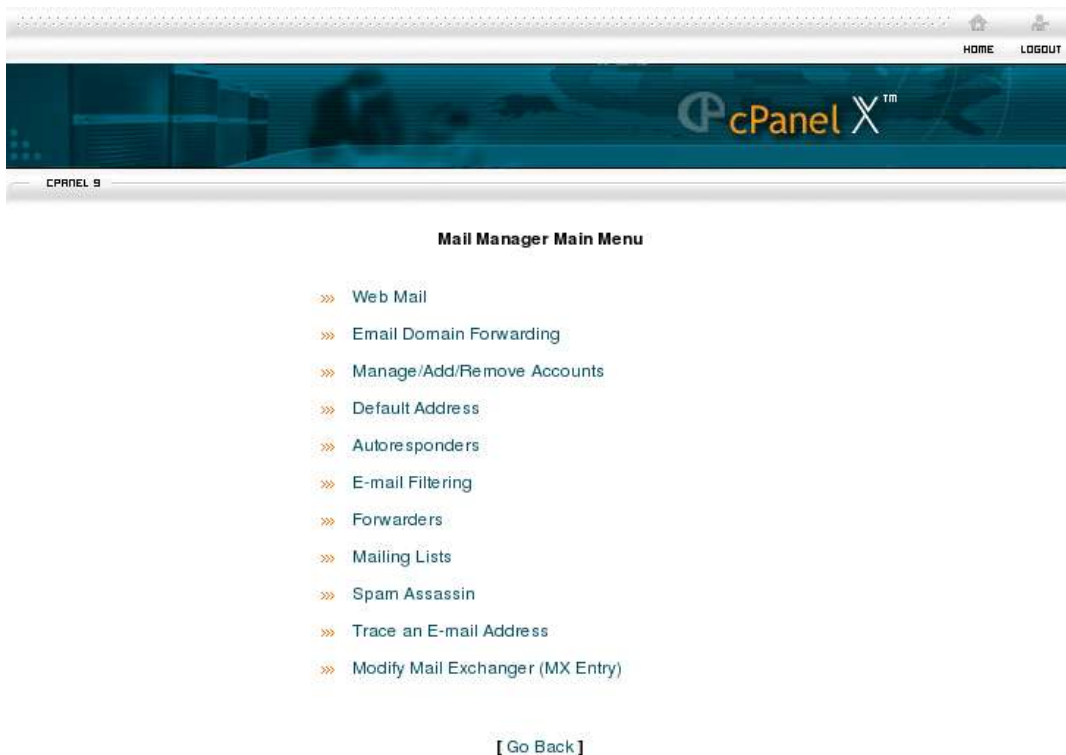 HOME LOGOUT
cPanel X™
CPANEL 9
Mail Manager Main Menu
Web Mail
Email Domain Forwarding
Manage/Add/Remove Accounts
Default Address
Autoresponders
E-mail Filtering
Forwarders
Mailing Lists
Spam Assassin
Trace an E-mail Address
Modify Mail Exchanger (MX Entry)
[ Go Back ]